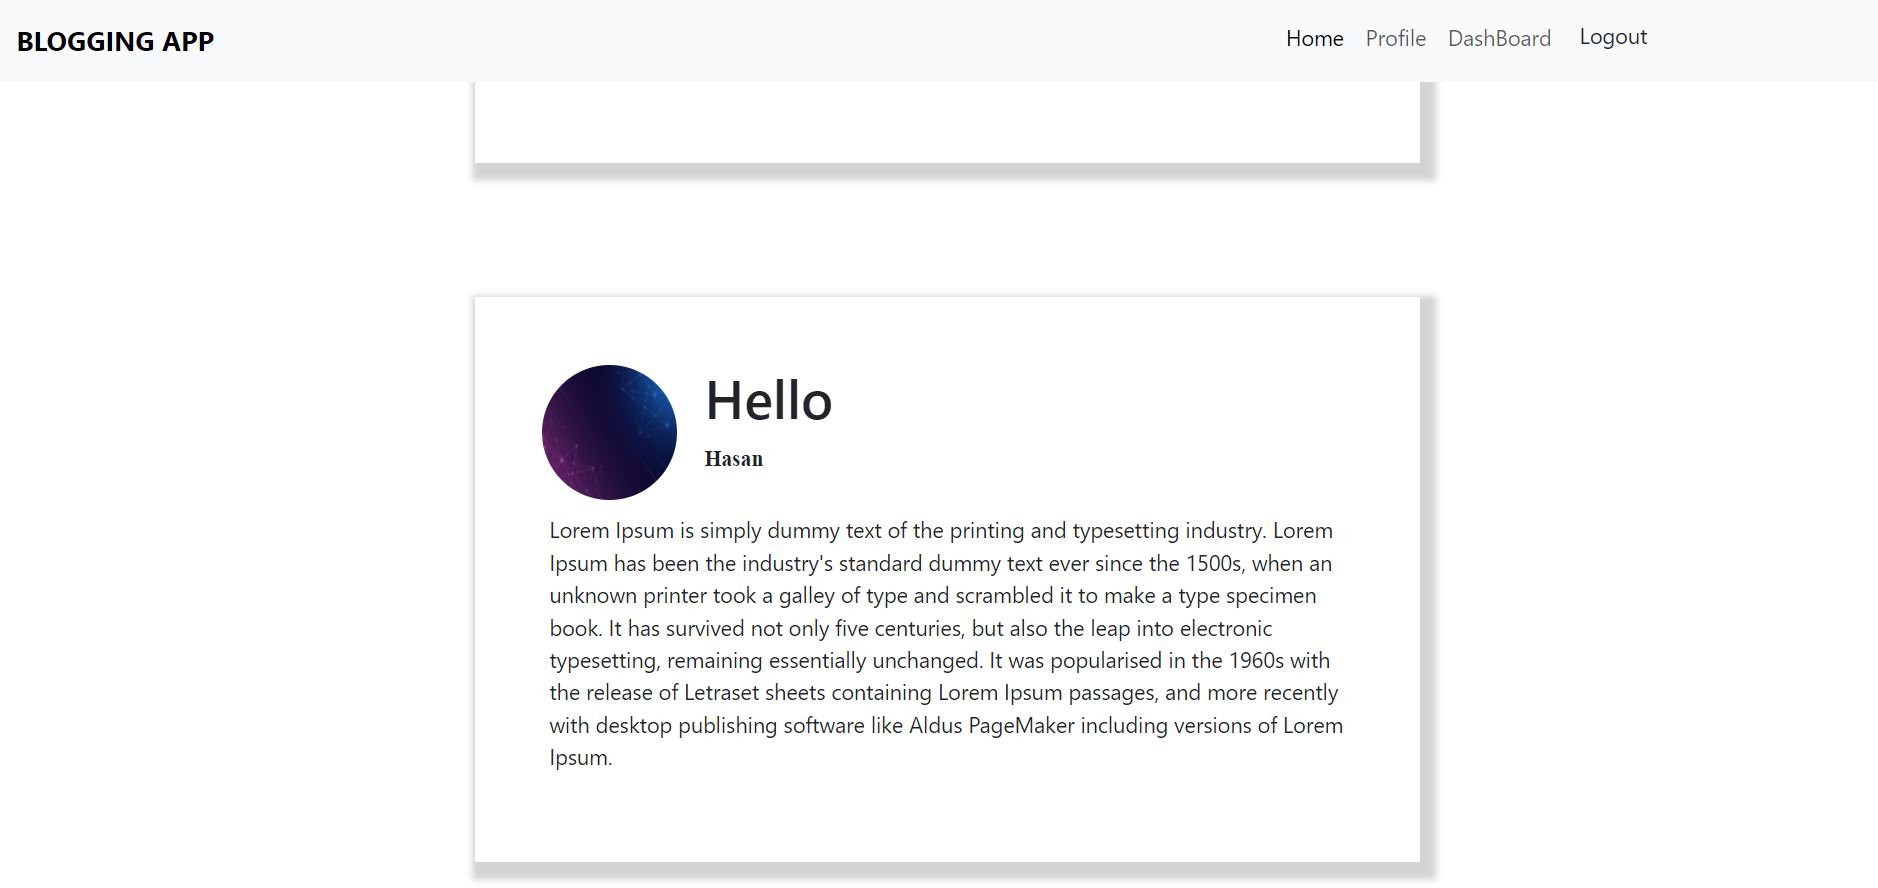 BLOGGING APP
Home Profile DashBoard Logout
Hello
Hasan
Lorem Ipsum is simply dummy text of the printing and typesetting industry. Lorem
Ipsum has been the industry's standard dummy text ever since the 1500s, when an
unknown printer took a galley of type and scrambled it to make a type specimen
book. It has survived not only five centuries, but also the leap into electronic
typesetting, remaining essentially unchanged. It was popularised in the 1960s with
the release of Letraset sheets containing Lorem Ipsum passages, and more recently
with desktop publishing software like Aldus PageMaker including versions of Lorem
Ipsum.